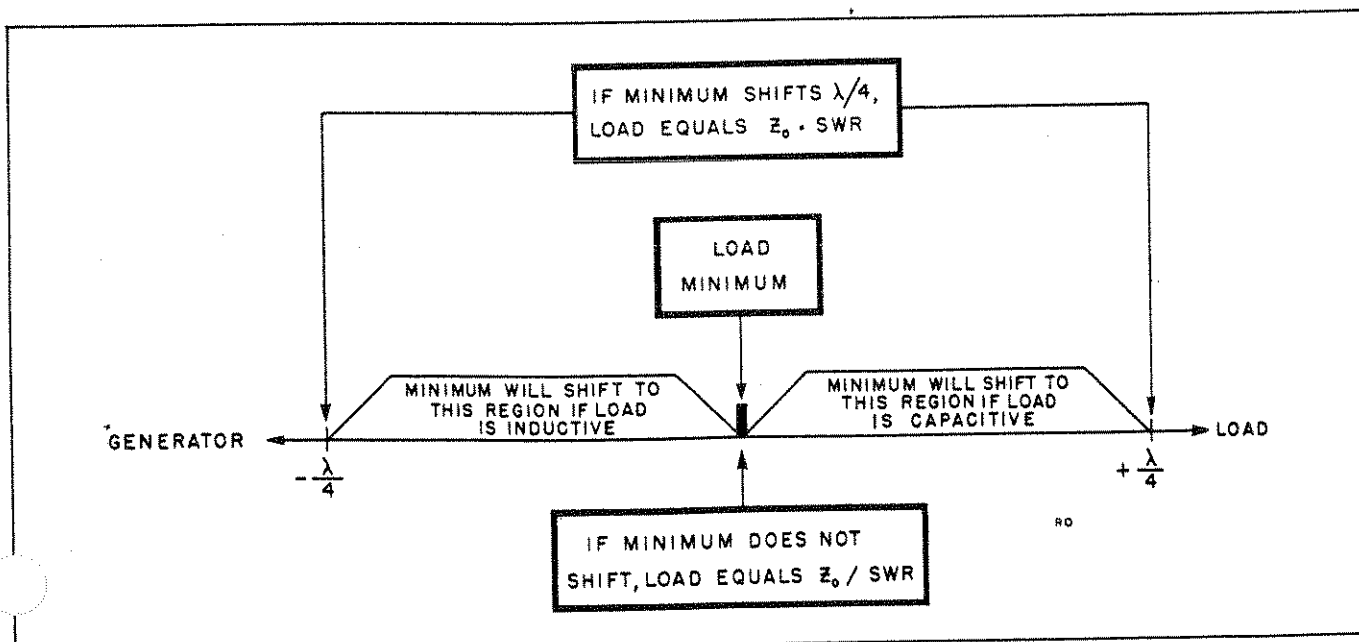 IF MINIMUM SHIFTS λ/4,
LOAD EQUALS Z₀ · SWR
LOAD
MINIMUM
MINIMUM WILL SHIFT TO
THIS REGION IF LOAD
IS INDUCTIVE
MINIMUM WILL SHIFT TO
THIS REGION IF LOAD
IS CAPACITIVE
GENERATOR
LOAD
- λ/4
+ λ/4
IF MINIMUM DOES NOT
SHIFT, LOAD EQUALS Z₀ / SWR
RD